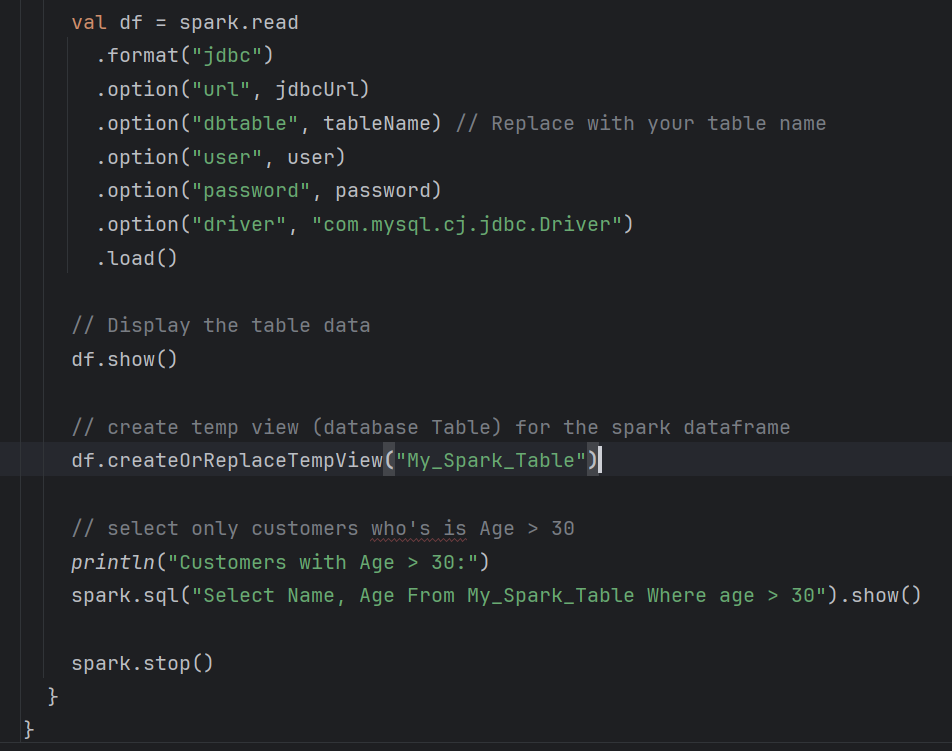 val df = spark.read
.format("jdbc")
.option("url", jdbcUrl)
.option("dbtable", tableName) // Replace with your table name
.option("user", user)
.option("password", password)
.option("driver", "com.mysql.cj.jdbc.Driver")
.load()
// Display the table data
df.show()
// create temp view (database Table) for the spark dataframe
df.createOrReplaceTempView("My_Spark_Table")
// select only customers who's is Age > 30
println("Customers with Age > 30:")
spark.sql("Select Name, Age From My_Spark_Table Where age > 30").show()
spark.stop()
}
}